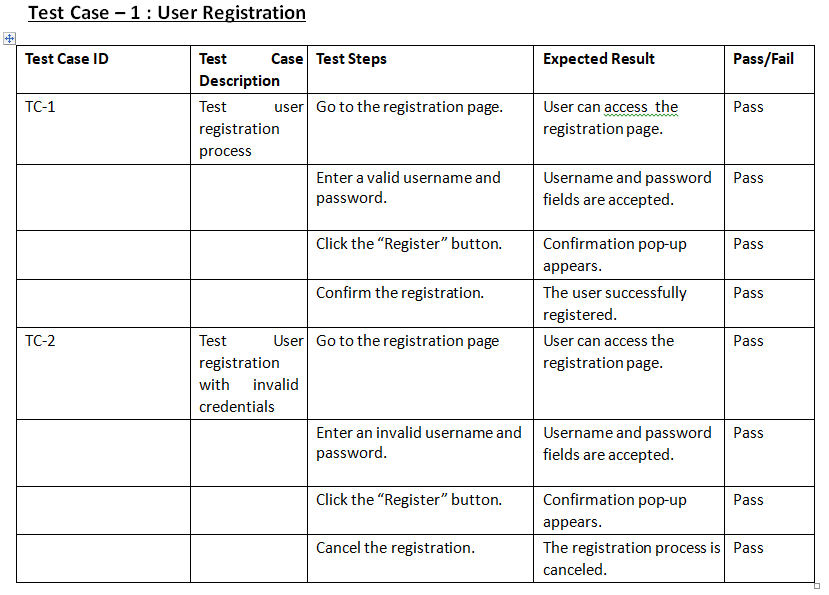 Test Case – 1 : User Registration
Test Case ID
Test Case
Description
Test Steps
Expected Result
Pass/Fail
TC-1
Test user
registration
process
Go to the registration page.
User can access the
registration page.
Pass
Enter a valid username and
password.
Username and password
fields are accepted.
Pass
Click the “Register” button.
Confirmation pop-up
appears.
Pass
Confirm the registration.
The user successfully
registered.
Pass
TC-2
Test User
registration
with invalid
credentials
Go to the registration page
User can access the
registration page.
Pass
Enter an invalid username and
password.
Username and password
fields are accepted.
Pass
Click the “Register” button.
Confirmation pop-up
appears.
Pass
Cancel the registration.
The registration process is
canceled.
Pass